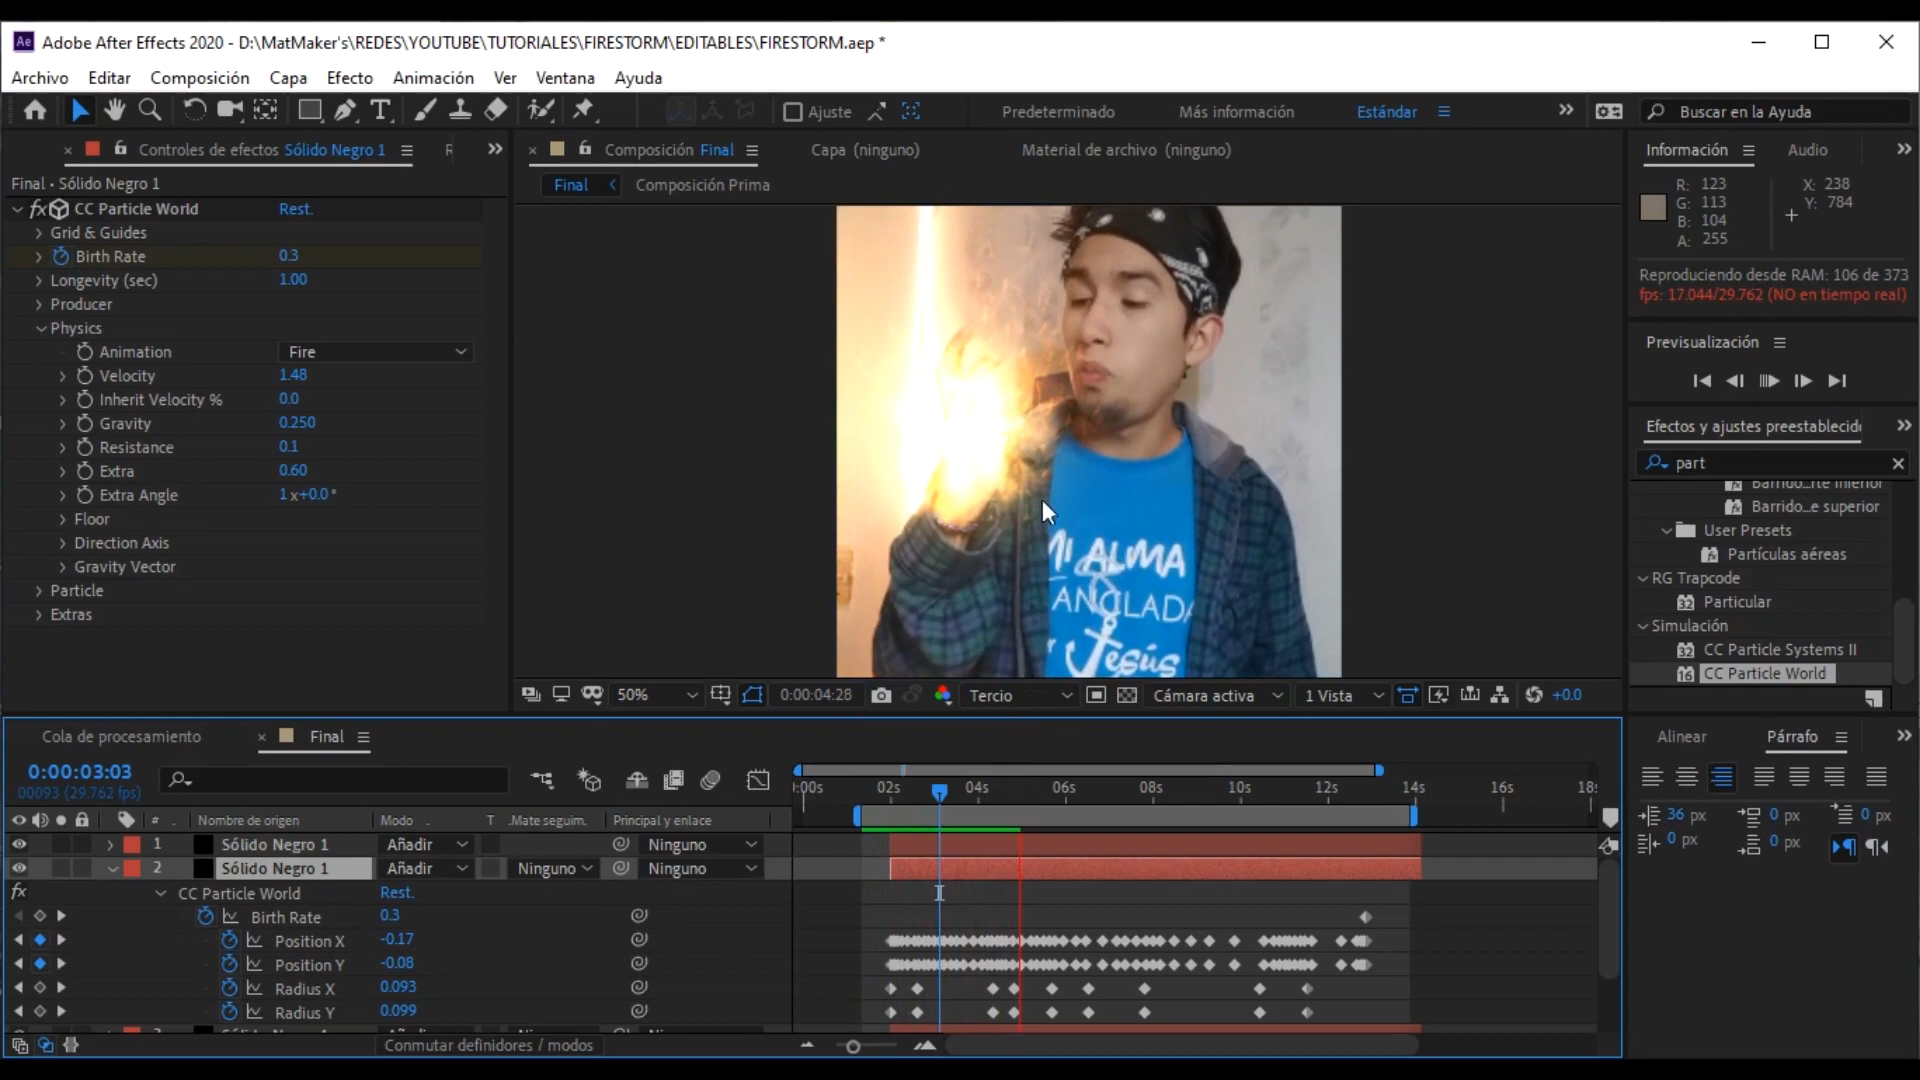 Ae Adobe After Effects 2020 - D:\MatMaker's\REDES\YOUTUBE\TUTORIALES\FIRESTORM\EDITABLES\FIRESTORM.aep *
Archivo Editar Composición Capa Efecto Animación Ver Ventana Ayuda
Ajuste Predeterminado Más información Estándar Buscar en la Ayuda
Controles de efectos Sólido Negro 1
Final • Sólido Negro 1
fx CC Particle World Rest.
Grid & Guides
Birth Rate 0.3
Longevity (sec) 1.00
Producer
Physics
Animation Fire
Velocity 1.48
Inherit Velocity % 0.0
Gravity 0.250
Resistance 0.1
Extra 0.60
Extra Angle 1x+0.0°
Floor
Direction Axis
Gravity Vector
Particle
Extras
Composición Final Capa (ninguno) Material de archivo (ninguno)
Final Composición Prima
MI ALMA
ANCLADA
Jesús
50% 0:00:04:28 Tercio Cámara activa 1 Vista +0.0
Información Audio
R: 123 X: 238
G: 113 Y: 784
B: 104
A: 255
Reproduciendo desde RAM: 106 de 373
fps: 17.044/29.762 (NO en tiempo real)
Previsualización
Efectos y ajustes preestablecid
part
Barrido...rte inferior
Barrido...e superior
User Presets
Partículas aéreas
RG Trapcode
32 Particular
Simulación
32 CC Particle Systems II
16 CC Particle World
Alinear Párrafo
36 px 0 px 0 px
0 px 0 px
Cola de procesamiento Final
0:00:03:03
00093 (29.762 fps)
:00s 02s 04s 06s 08s 10s 12s 14s 16s 18s
# Nombre de origen Modo T .Mate seguim. Principal y enlace
1 Sólido Negro 1 Añadir Ninguno
2 Sólido Negro 1 Añadir Ninguno Ninguno
fx CC Particle World Rest.
Birth Rate 0.3
Position X -0.17
Position Y -0.08
Radius X 0.093
Radius Y 0.099
Conmutar definidores / modos